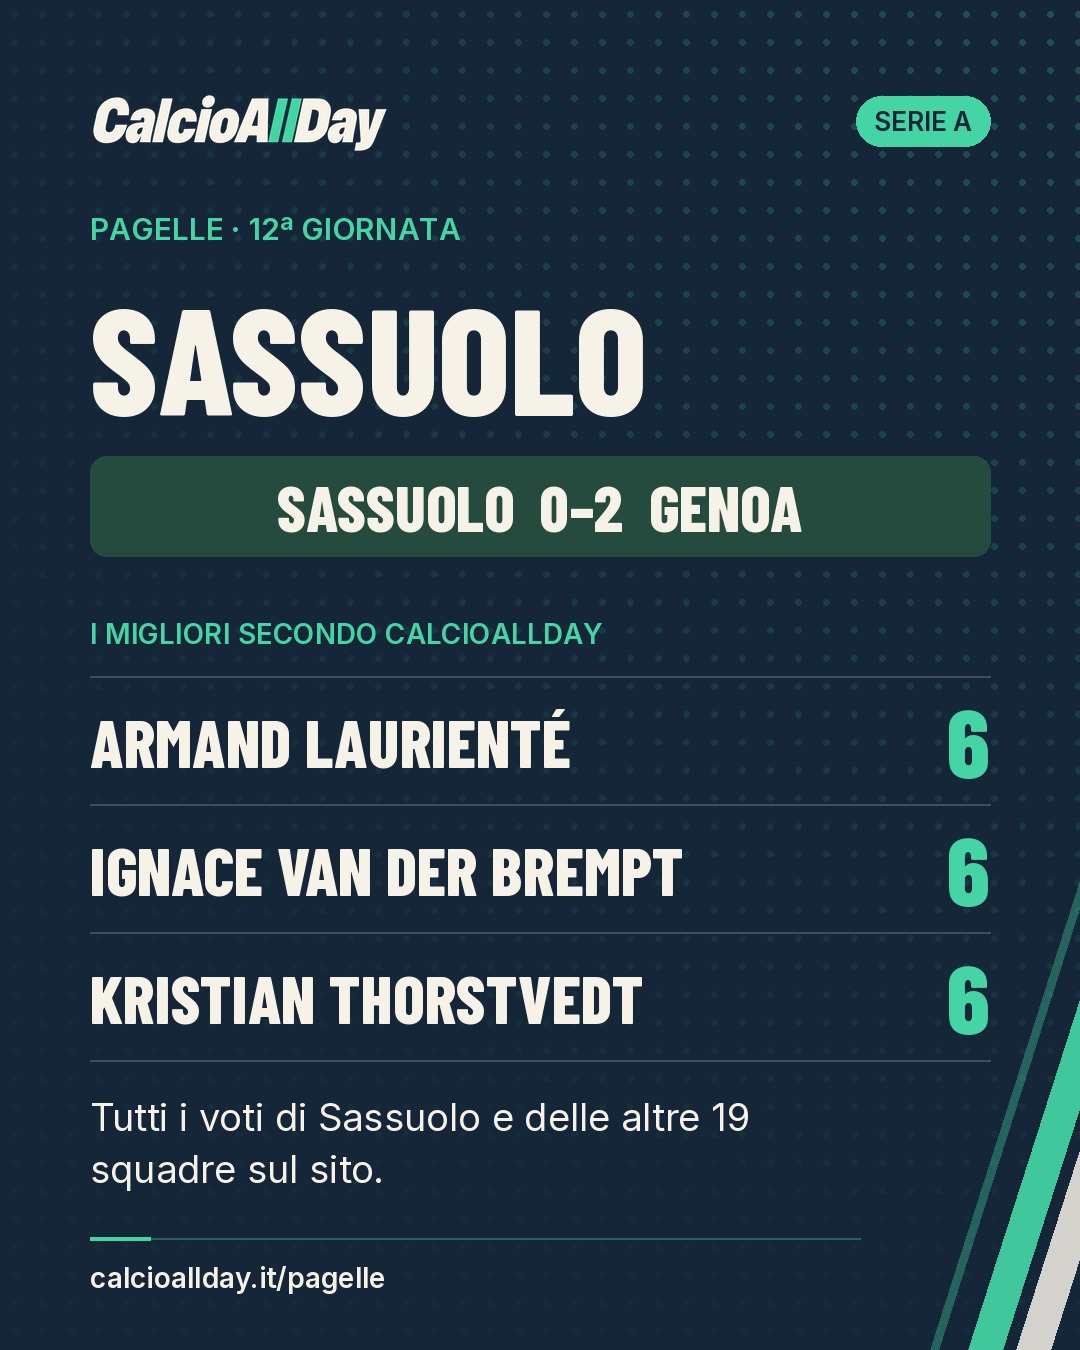 CalcioAllDay
SERIE A
PAGELLE · 12ª GIORNATA
SASSUOLO
SASSUOLO 0–2 GENOA
I MIGLIORI SECONDO CALCIOALLDAY
ARMAND LAURIENTÉ 6
IGNACE VAN DER BREMPT 6
KRISTIAN THORSTVEDT 6
Tutti i voti di Sassuolo e delle altre 19
squadre sul sito.
calcioallday.it/pagelle